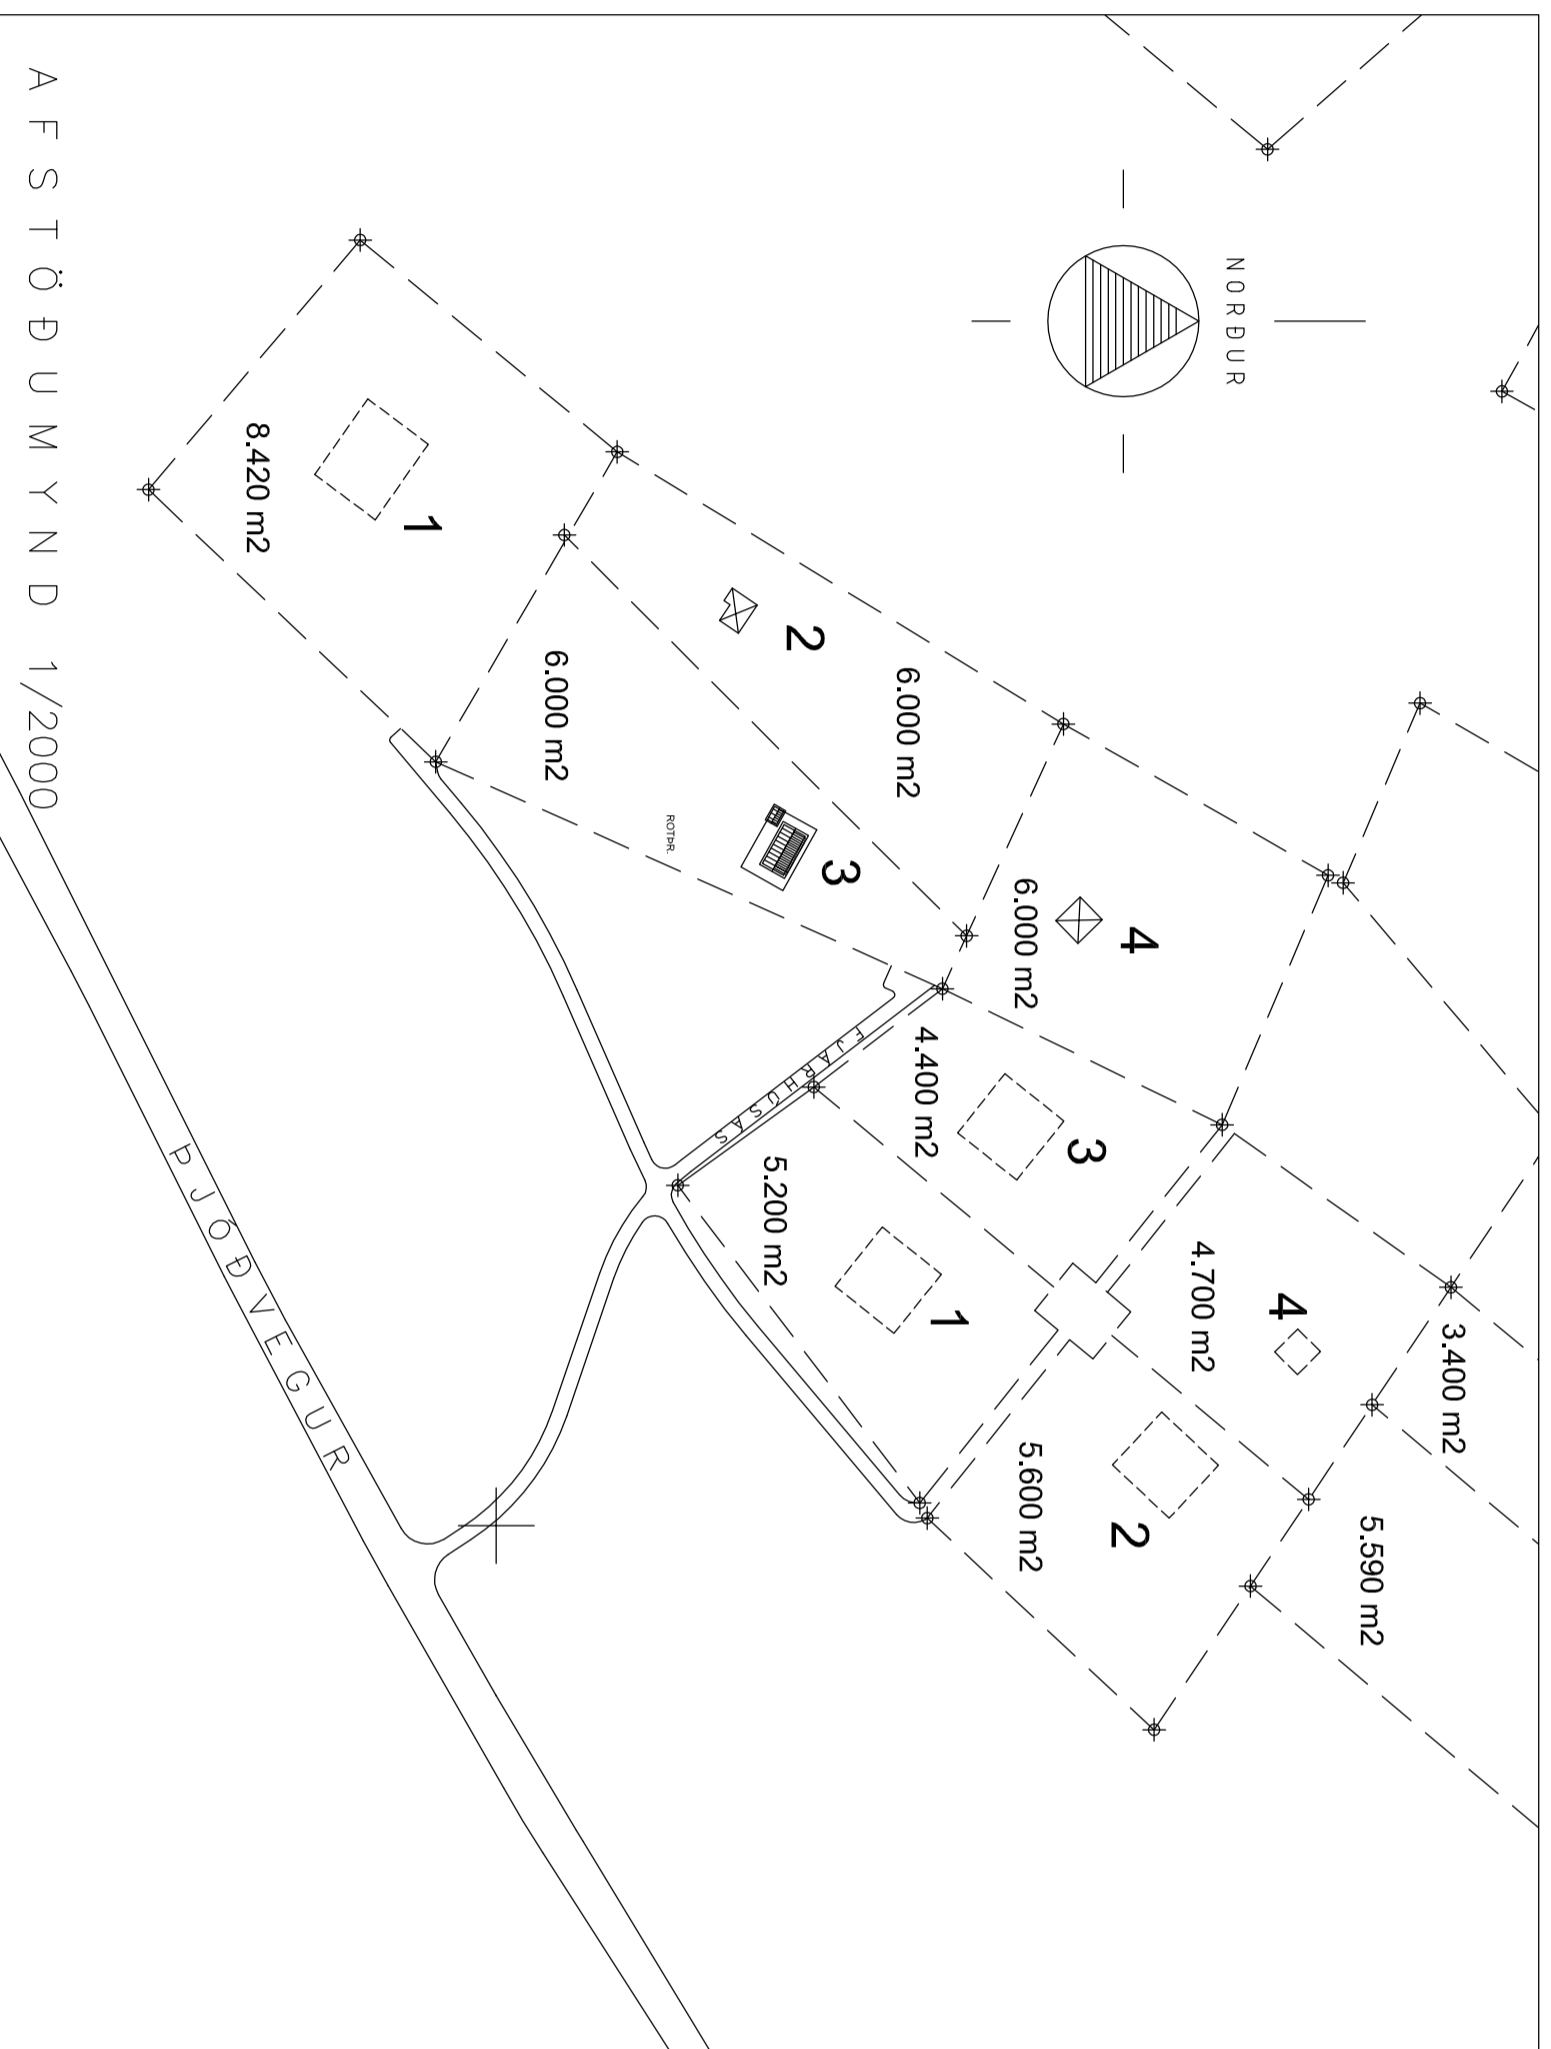 NORÐUR
3.400 m2
5.590 m2
4
4.700 m2
2
5.600 m2
4
6.000 m2
3
4.400 m2
1
5.200 m2
2
6.000 m2
3
6.000 m2
ROTÞR.
FJÁRHÚSÁS
1
8.420 m2
ÞJÓÐVEGUR
AFSTÖÐUMYND 1/2000